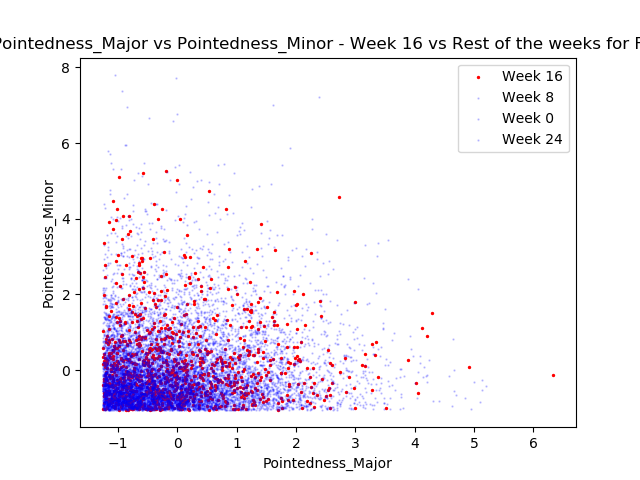 Pointedness_Major vs Pointedness_Minor - Week 16 vs Rest of the weeks for
Week 16
Week 8
Week 0
Week 24
Pointedness_Minor
8
6
4
2
0
−1
0
1
2
3
4
5
6
Pointedness_Major